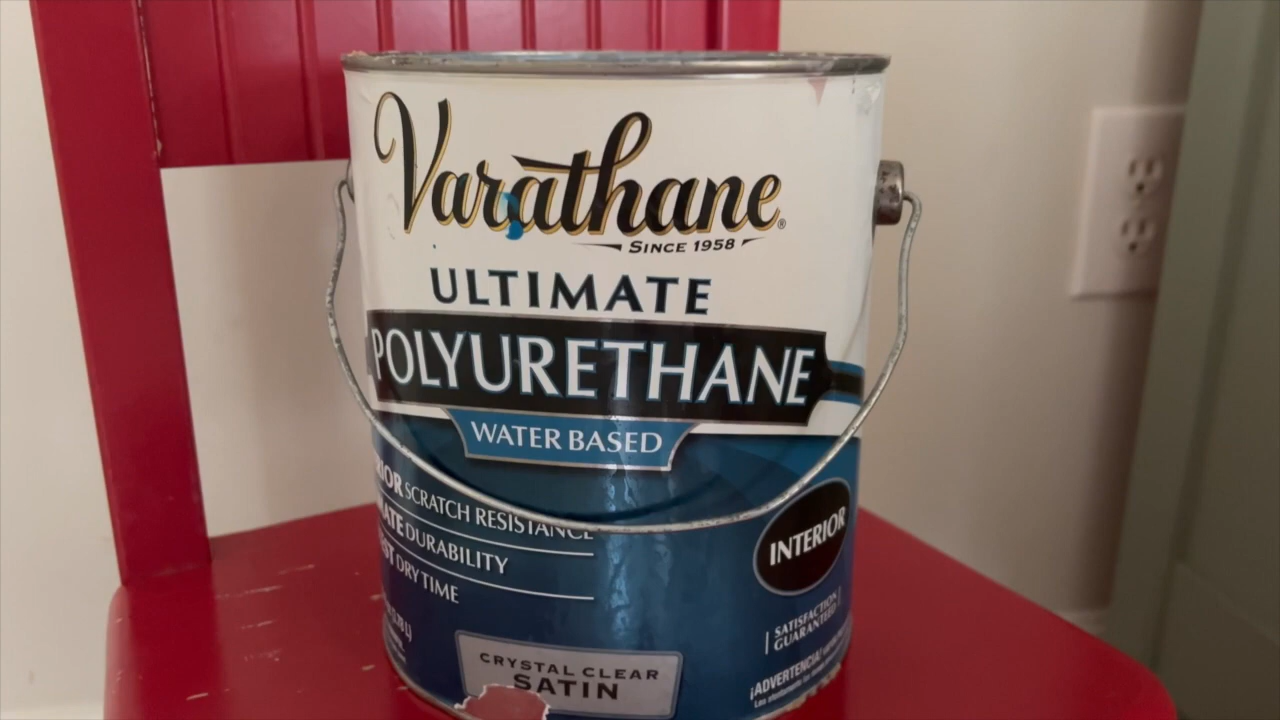 Varathane®
SINCE 1958
ULTIMATE
POLYURETHANE
WATER BASED
SCRATCH RESISTANCE
DURABILITY
DRY TIME
INTERIOR
SATISFACTION
GUARANTEED
¡ADVERTENCIA!
CRYSTAL CLEAR
SATIN